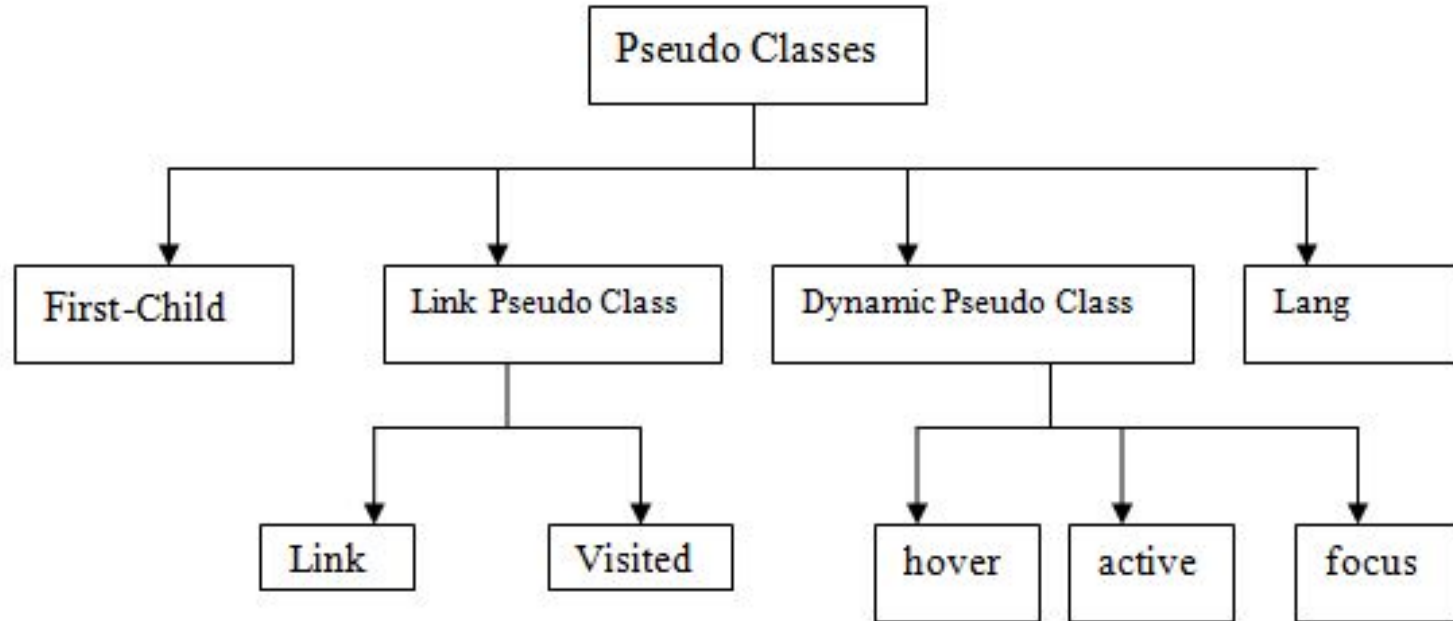 Pseudo Classes
First-Child
Link Pseudo Class
Dynamic Pseudo Class
Lang
Link
Visited
hover
active
focus